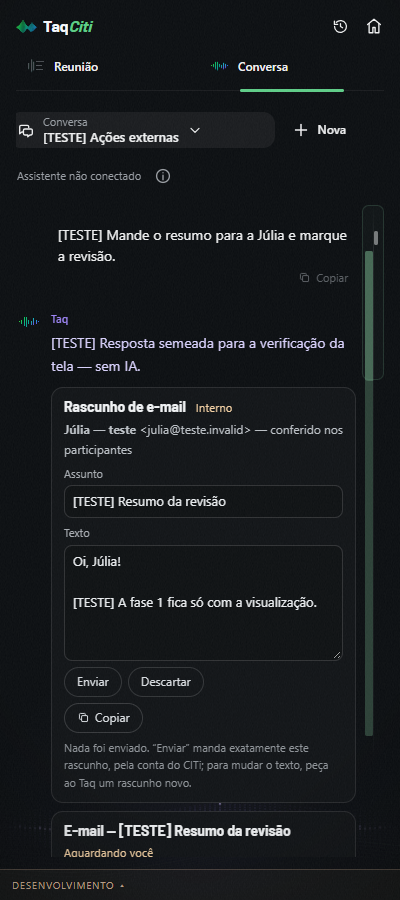 TaqCiti
Reunião
Conversa
Conversa
[TESTE] Ações externas
Nova
Assistente não conectado
[TESTE] Mande o resumo para a Júlia e marque
a revisão.
Copiar
Taq
[TESTE] Resposta semeada para a verificação da
tela — sem IA.
Rascunho de e-mail Interno
Júlia — teste <julia@teste.invalid> — conferido nos
participantes
Assunto
[TESTE] Resumo da revisão
Texto
Oi, Júlia!
[TESTE] A fase 1 fica só com a visualização.
Enviar
Descartar
Copiar
Nada foi enviado. "Enviar" manda exatamente este
rascunho, pela conta do CITi; para mudar o texto, peça
ao Taq um rascunho novo.
E-mail — [TESTE] Resumo da revisão
Aguardando você
DESENVOLVIMENTO